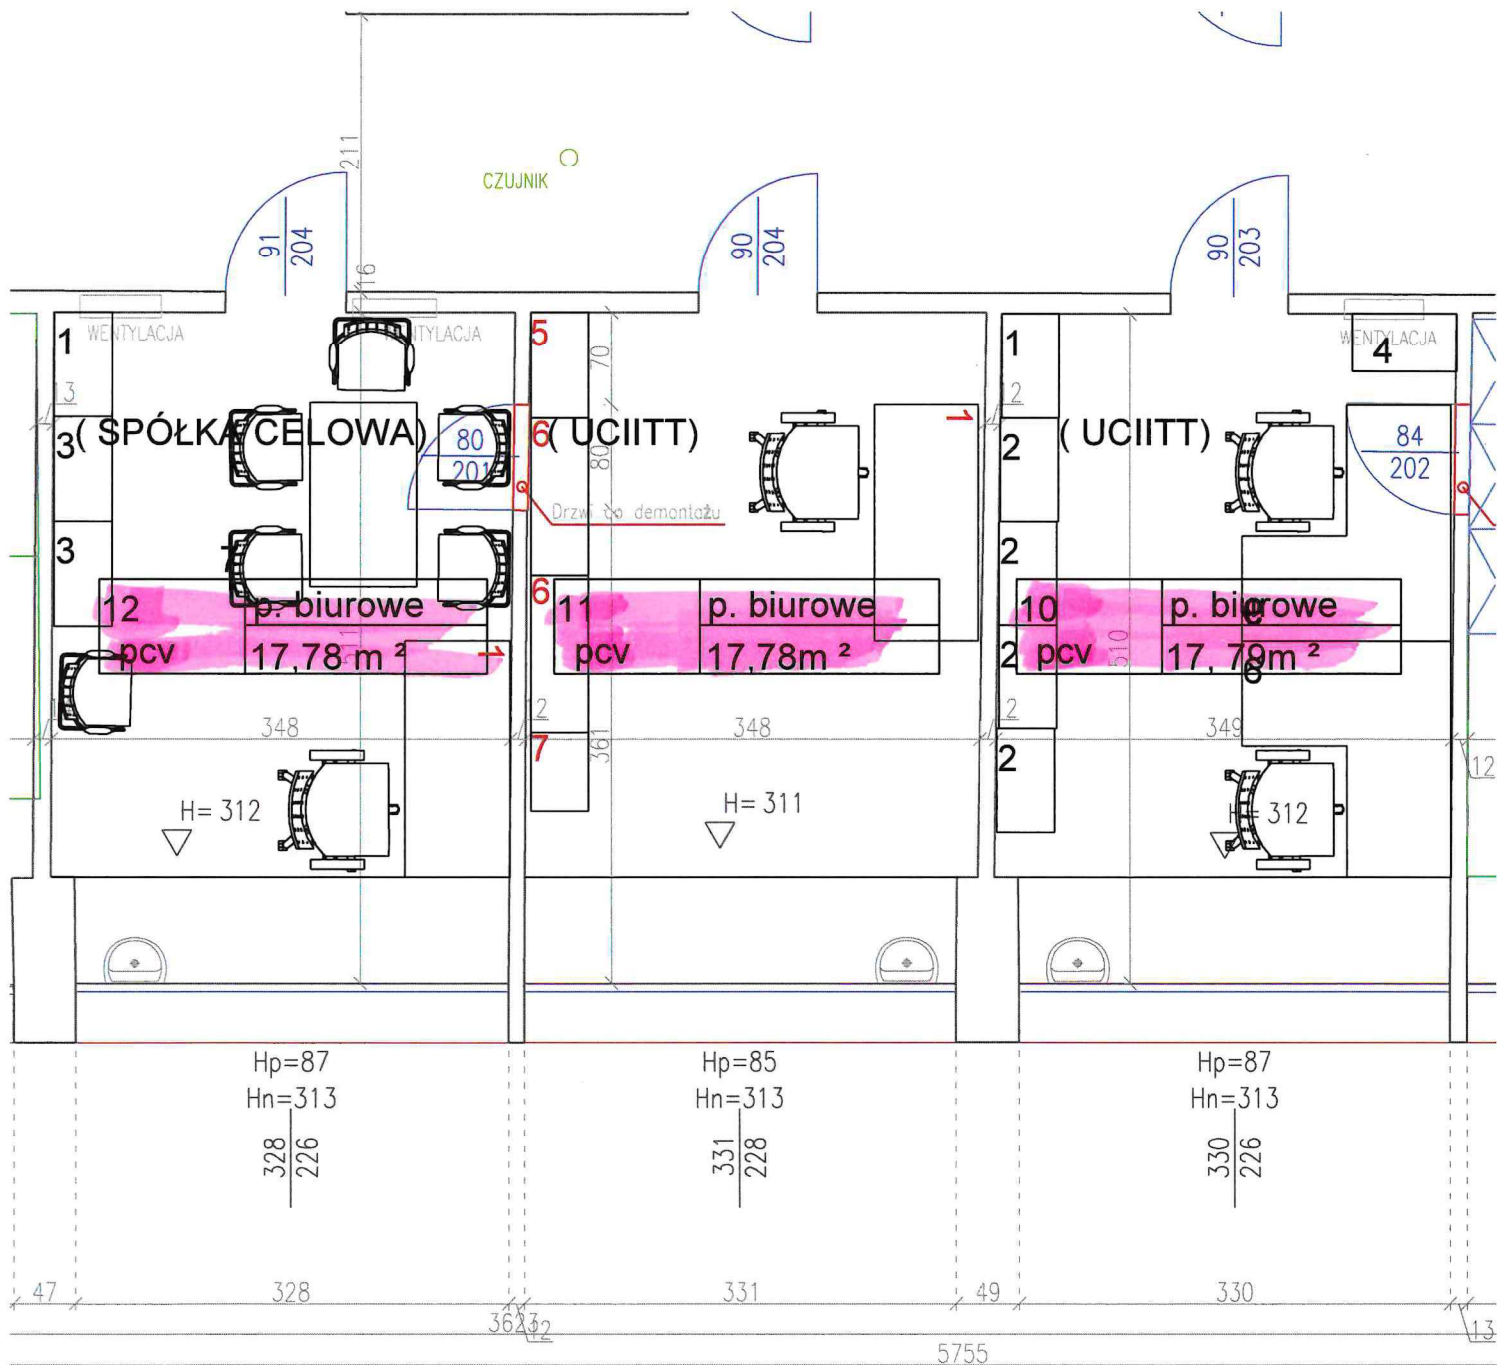 211
CZUJNIK
91
204
90
204
90
203
16
WENTYLACJA
WENTYLACJA
1
13
3
3
( SPÓŁKA CELOWA)
80
201
7
12
p. biurowe
pcv
17,78 m ²
1
348
H= 312
5
70
6
( UCIITT)
80
Drzwi do demontażu
1
6
11
p. biurowe
pcv
17,78m ²
12
7
361
348
H= 311
1
WENTYLACJA
4
12
2
( UCIITT)
84
202
2
10
p. biurowe
2
pcv
510
17, 79m ²
6
12
349
2
12
H= 312
Hp=87
Hn=313
328
226
Hp=85
Hn=313
331
228
Hp=87
Hn=313
330
226
47
328
331
49
330
12
13
5755